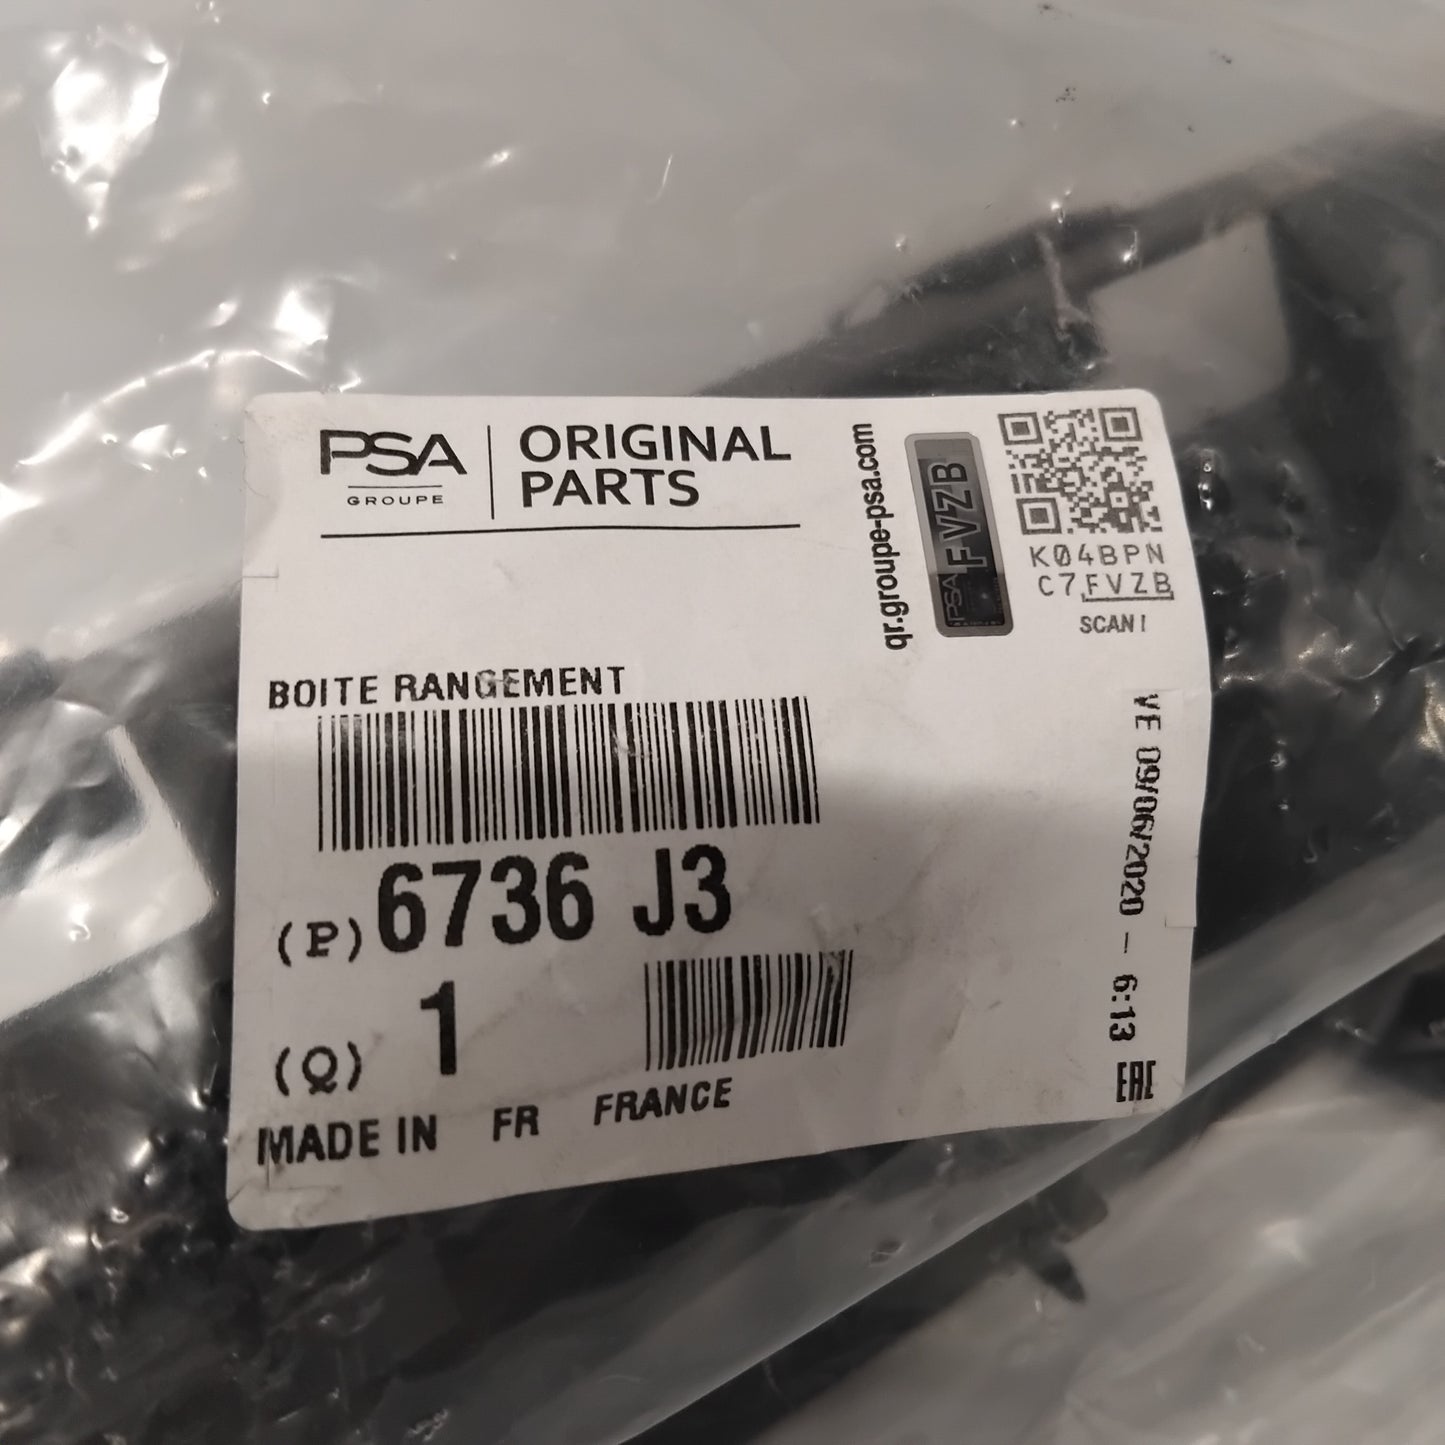 PSA
GROUPE
ORIGINAL
PARTS
qr.groupe-psa.com
FVZB
PSA
K04BPN
C7FVZB
SCAN!
BOITE RANGEMENT
(P) 6736 J3
(Q) 1
MADE IN FR FRANCE
VE 09/06/2020 - 6:13
EAC